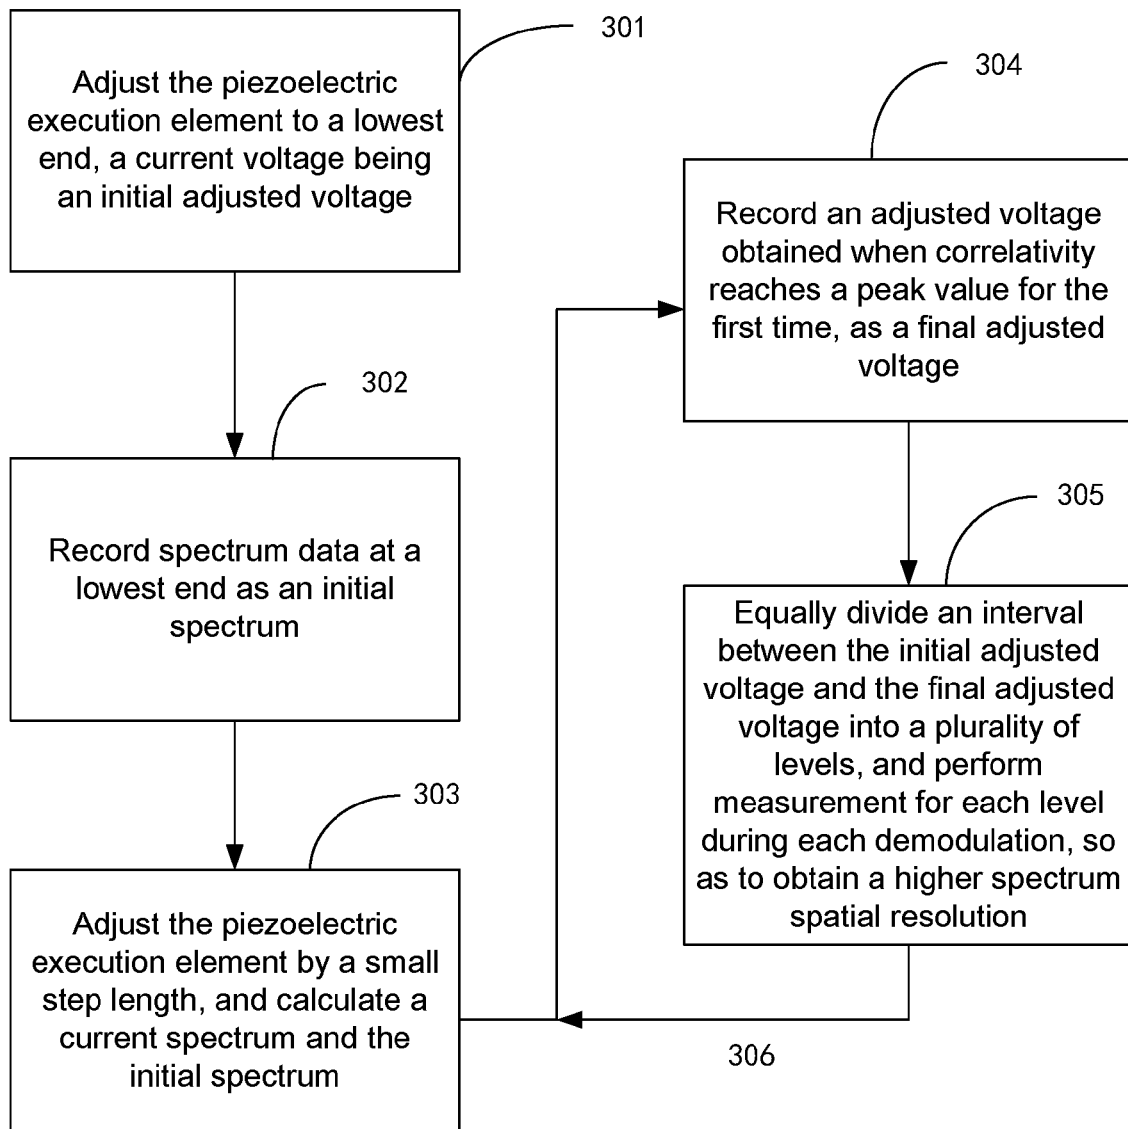 301
Adjust the piezoelectric
execution element to a lowest
end, a current voltage being
an initial adjusted voltage
302
Record spectrum data at a
lowest end as an initial
spectrum
303
Adjust the piezoelectric
execution element by a small
step length, and calculate a
current spectrum and the
initial spectrum
304
Record an adjusted voltage
obtained when correlativity
reaches a peak value for the
first time, as a final adjusted
voltage
305
Equally divide an interval
between the initial adjusted
voltage and the final adjusted
voltage into a plurality of
levels, and perform
measurement for each level
during each demodulation, so
as to obtain a higher spectrum
spatial resolution
306